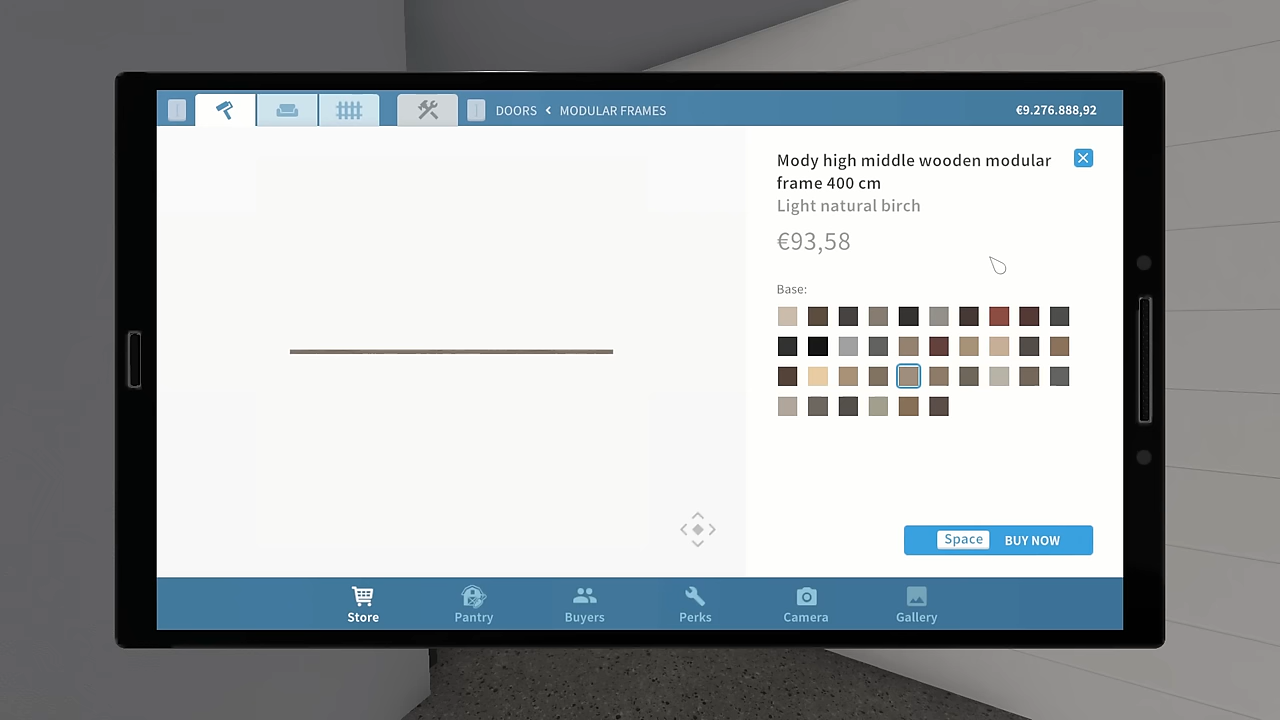 DOORS < MODULAR FRAMES
€9.276.888,92
Mody high middle wooden modular
frame 400 cm
Light natural birch
€93,58
Base:
Space BUY NOW
Store
Pantry
Buyers
Perks
Camera
Gallery